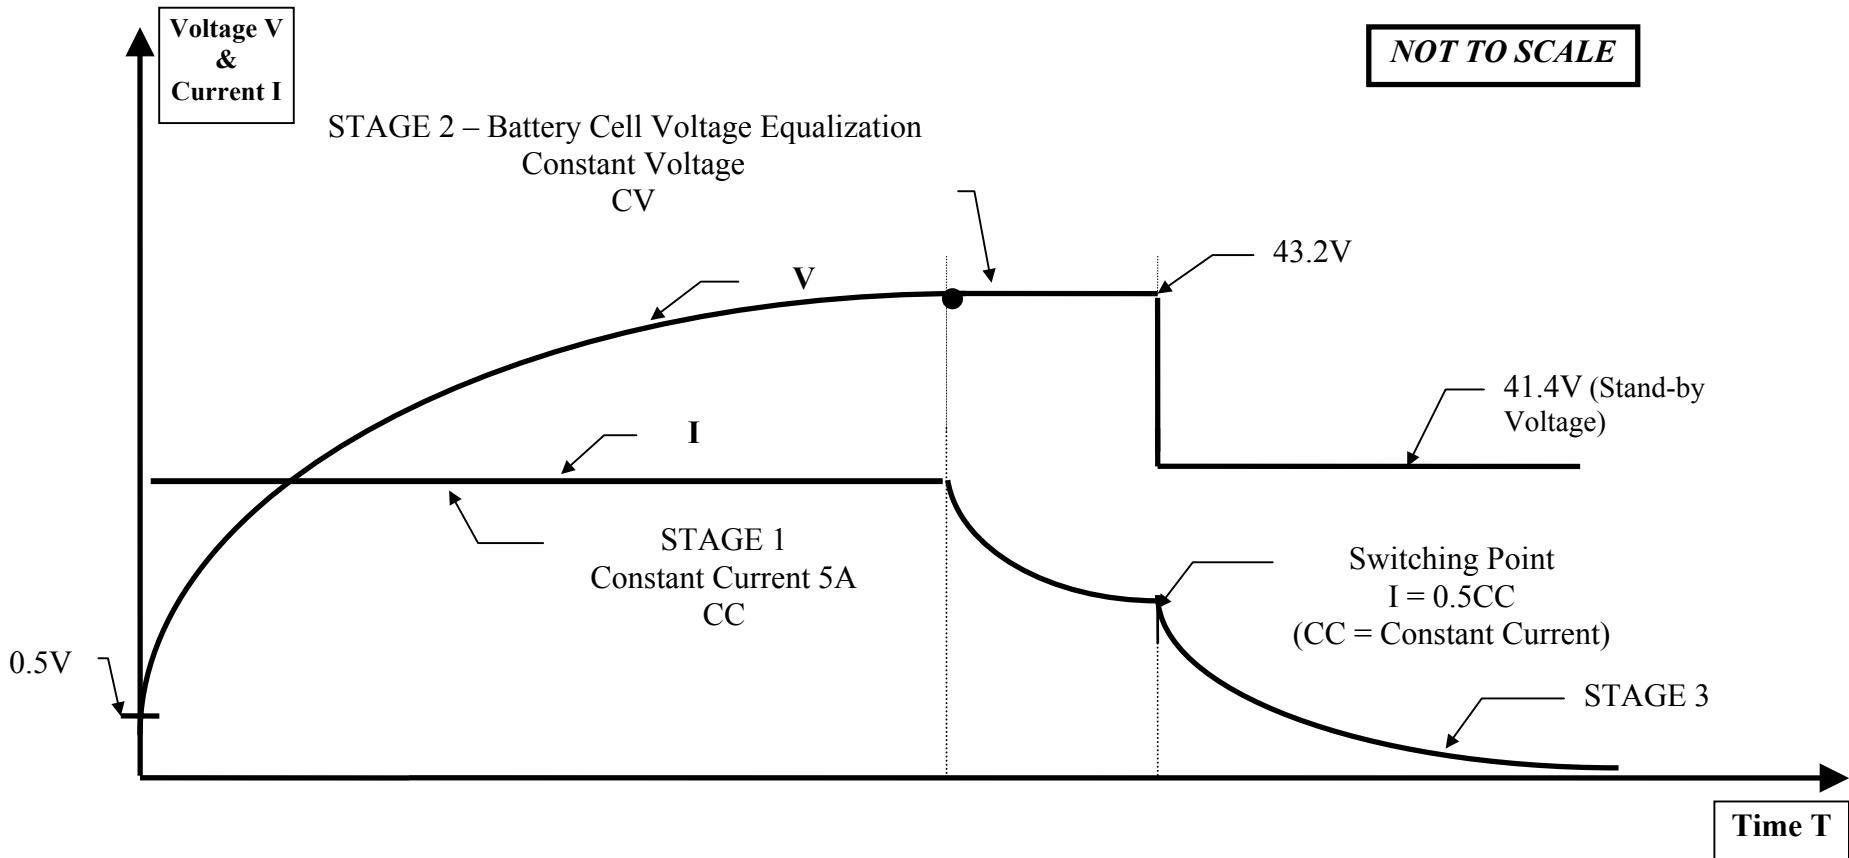 Voltage V
&
Current I
NOT TO SCALE
STAGE 2 – Battery Cell Voltage Equalization
Constant Voltage
CV
43.2V
V
41.4V (Stand-by
Voltage)
I
STAGE 1
Constant Current 5A
CC
Switching Point
I = 0.5CC
(CC = Constant Current)
0.5V
STAGE 3
Time T